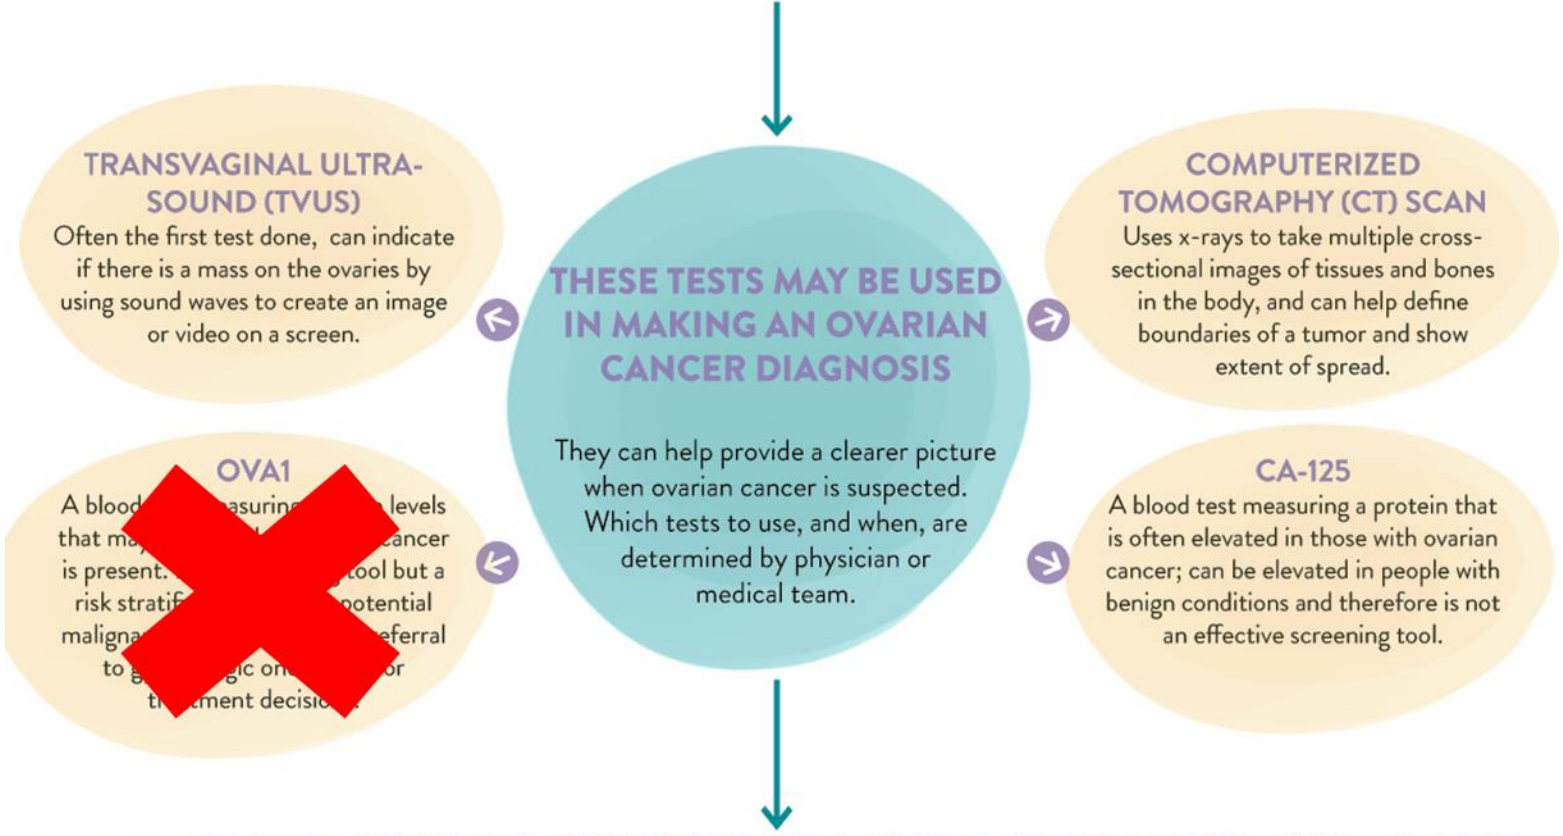 TRANSVAGINAL ULTRA-
SOUND (TVUS)
Often the first test done, can indicate
if there is a mass on the ovaries by
using sound waves to create an image
or video on a screen.
THESE TESTS MAY BE USED
IN MAKING AN OVARIAN
CANCER DIAGNOSIS
They can help provide a clearer picture
when ovarian cancer is suspected.
Which tests to use, and when, are
determined by physician or
medical team.
COMPUTERIZED
TOMOGRAPHY (CT) SCAN
Uses x-rays to take multiple cross-
sectional images of tissues and bones
in the body, and can help define
boundaries of a tumor and show
extent of spread.
OVA1
A blood levels
that cancer
is present. tool but a
risk potential
referral
to or
CA-125
A blood test measuring a protein that
is often elevated in those with ovarian
cancer; can be elevated in people with
benign conditions and therefore is not
an effective screening tool.